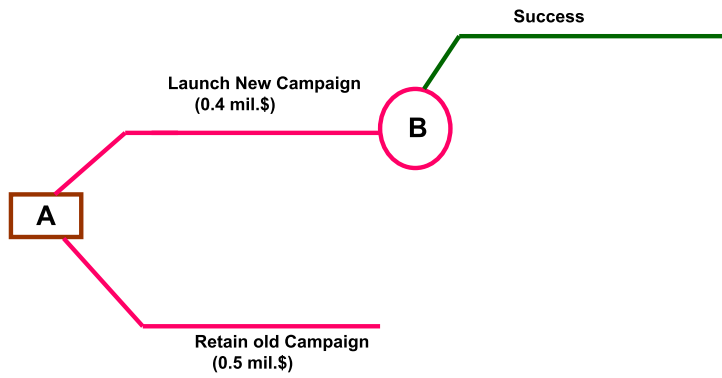 Success
Launch New Campaign
(0.4 mil.$)
B
A
Retain old Campaign
(0.5 mil.$)